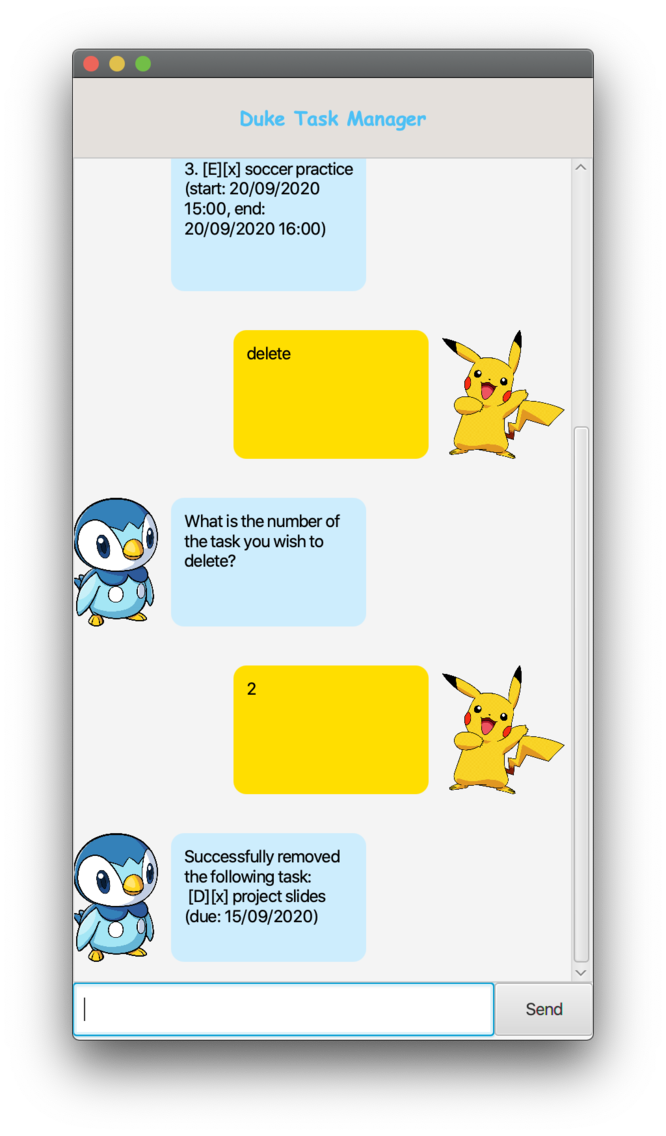 Duke Task Manager
3. [E][x] soccer practice
(start: 20/09/2020
15:00, end:
20/09/2020 16:00)
delete
What is the number of
the task you wish to
delete?
2
Successfully removed
the following task:
[D][x] project slides
(due: 15/09/2020)
Send